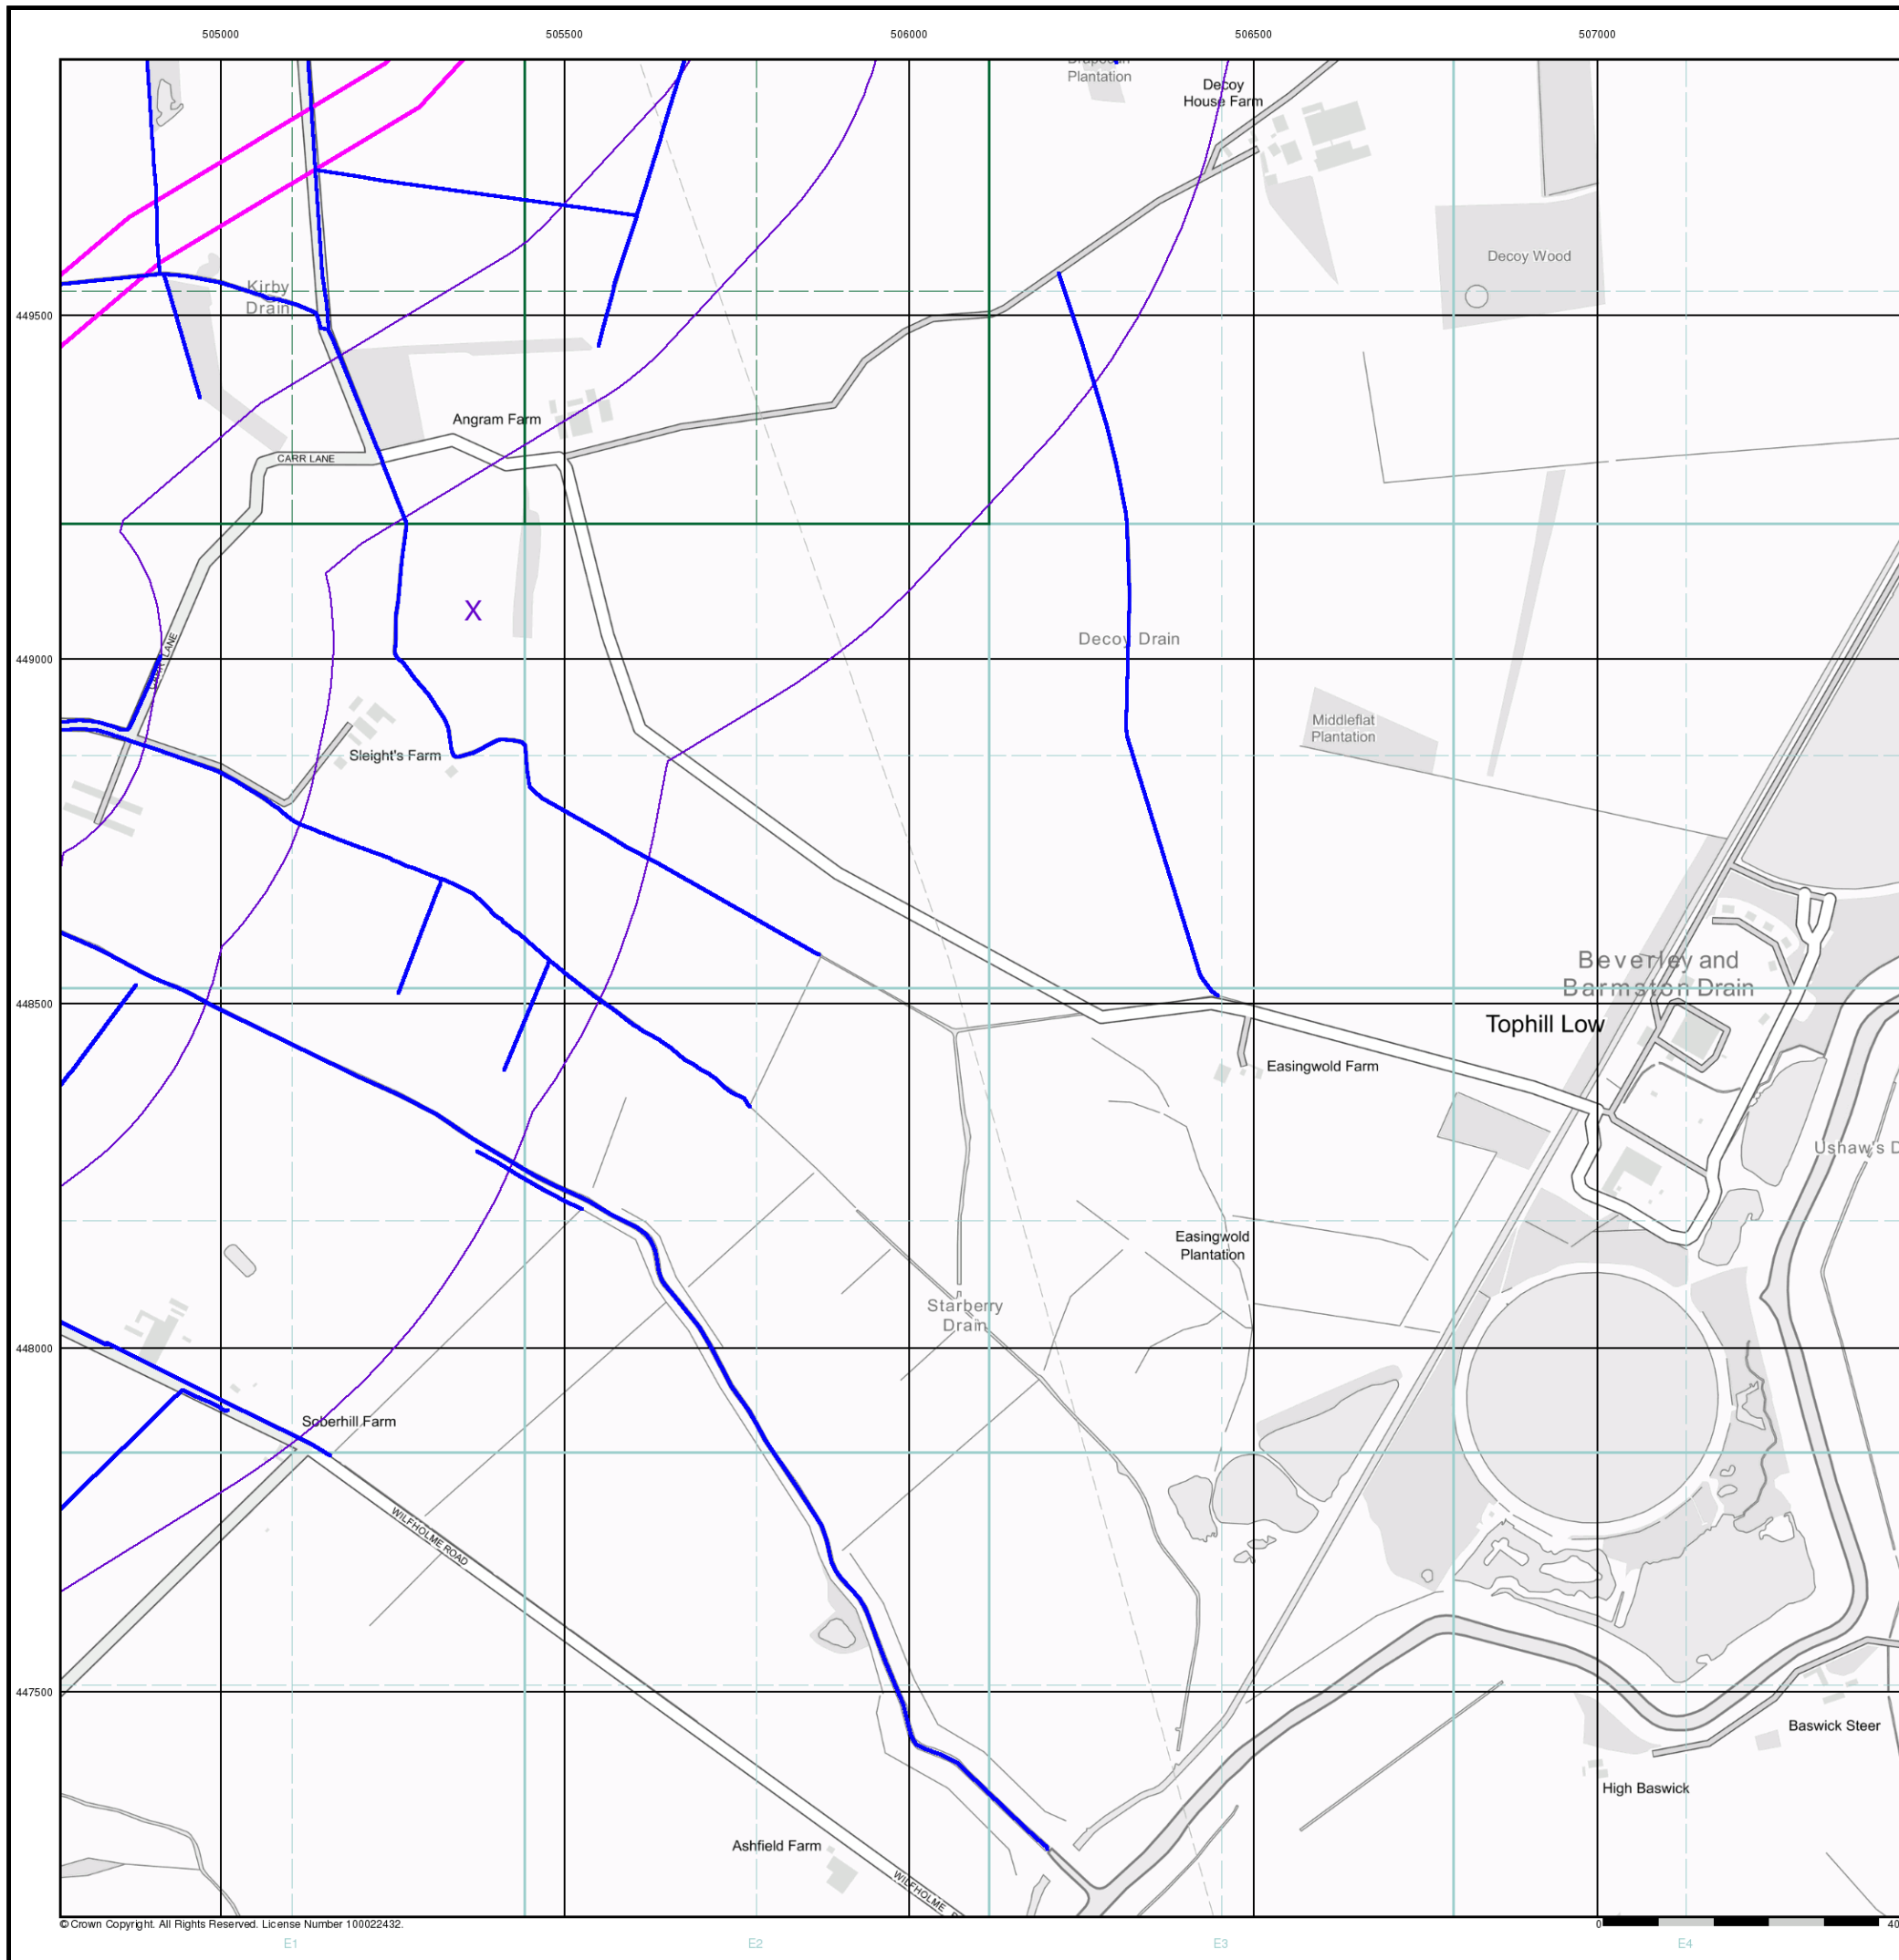 505000
505500
506000
506500
507000
Plantation
Decoy
House Farm
Decoy Wood
Kirby
Drain
449500
Angram Farm
CARR LANE
X
Decoy Drain
449000
CARR LANE
Middleflat
Plantation
Sleight's Farm
Beverley and
Barmston Drain
448500
Tophill Low
Easingwold Farm
Ushaw's D
Easingwold
Plantation
Starberry
Drain
448000
Soberhill Farm
WILFHOLME ROAD
447500
Baswick Steer
High Baswick
Ashfield Farm
WILFHOLME
© Crown Copyright. All Rights Reserved. License Number 100022432.
0
40
E1
E2
E3
E4